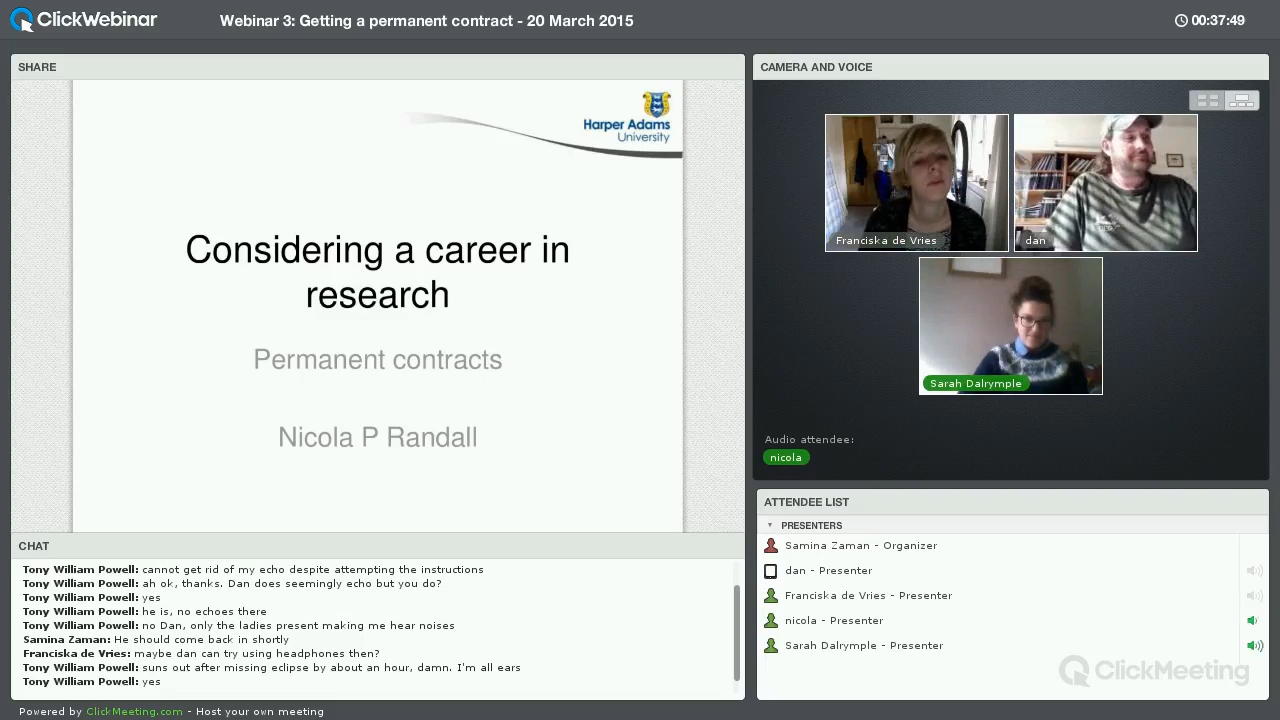 ClickWebinar
Webinar 3: Getting a permanent contract - 20 March 2015
00:37:49
SHARE
Harper Adams
University
Considering a career in
research
Permanent contracts
Nicola P Randall
CHAT
Tony William Powell: cannot get rid of my echo despite attempting the instructions
Tony William Powell: ah ok, thanks. Dan does seemingly echo but you do?
Tony William Powell: yes
Tony William Powell: he is, no echoes there
Tony William Powell: no Dan, only the ladies present making me hear noises
Samina Zaman: He should come back in shortly
Franciska de Vries: maybe dan can try using headphones then?
Tony William Powell: suns out after missing eclipse by about an hour, damn. I'm all ears
Tony William Powell: yes
CAMERA AND VOICE
Franciska de Vries
dan
Sarah Dalrymple
Audio attendee:
nicola
ATTENDEE LIST
PRESENTERS
Samina Zaman - Organizer
dan - Presenter
Franciska de Vries - Presenter
nicola - Presenter
Sarah Dalrymple - Presenter
ClickMeeting
Powered by ClickMeeting.com - Host your own meeting